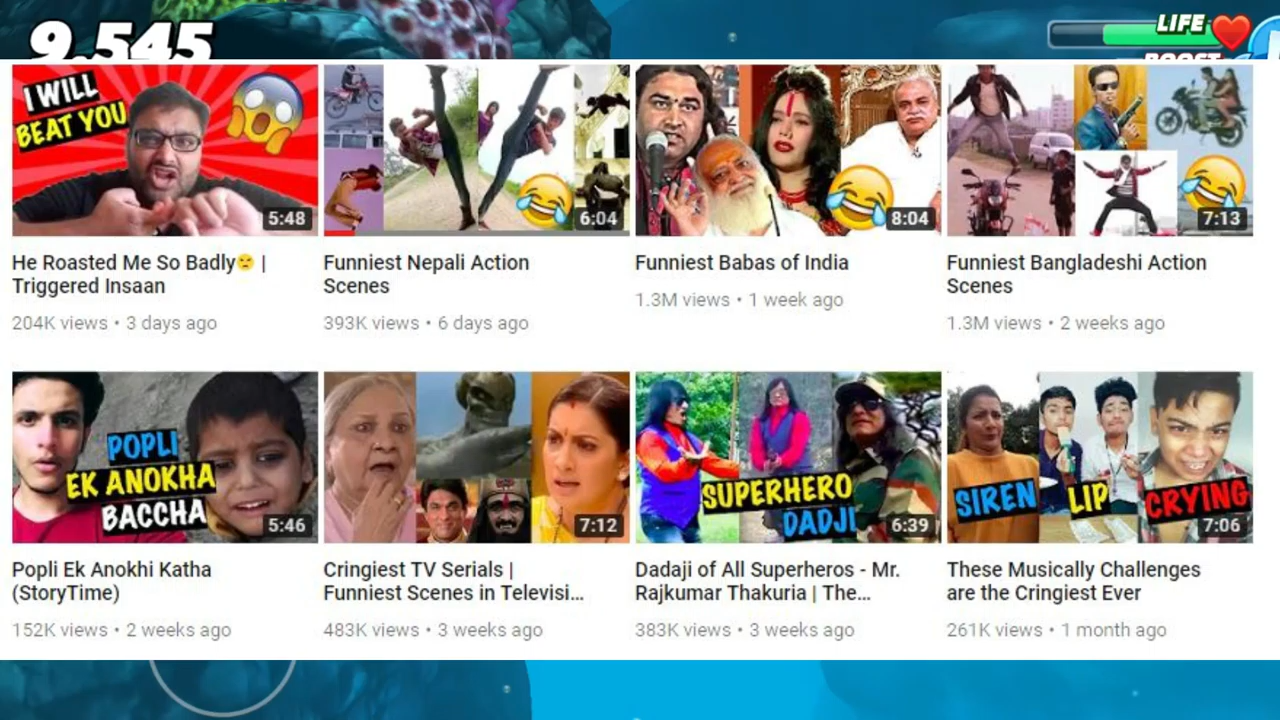 9,545
LIFE
BOOST
I WILL
BEAT YOU
5:48
6:04
8:04
7:13
He Roasted Me So Badly😒 |
Triggered Insaan
204K views • 3 days ago
Funniest Nepali Action
Scenes
393K views • 6 days ago
Funniest Babas of India
1.3M views • 1 week ago
Funniest Bangladeshi Action
Scenes
1.3M views • 2 weeks ago
POPLI
EK ANOKHA
BACCHA
5:46
7:12
SUPERHERO
DADJI
6:39
SIREN
LIP
CRYING
7:06
Popli Ek Anokhi Katha
(StoryTime)
152K views • 2 weeks ago
Cringiest TV Serials |
Funniest Scenes in Televisi...
483K views • 3 weeks ago
Dadaji of All Superheros - Mr.
Rajkumar Thakuria | The...
383K views • 3 weeks ago
These Musically Challenges
are the Cringiest Ever
261K views • 1 month ago